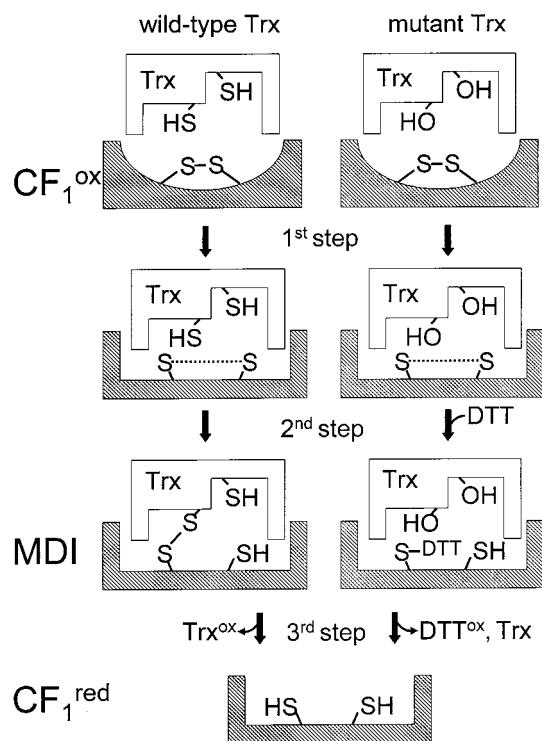 wild-type Trx mutant Trx
Trx Trx
SH OH
HS HO
S–S S–S
CF₁ᵒˣ
1ˢᵗ step
Trx Trx
SH OH
HS HO
S S S S
2ⁿᵈ step DTT
Trx Trx
SH OH
S HO
MDI
S SH S–DTT SH
Trxᵒˣ 3ʳᵈ step DTTᵒˣ, Trx
CF₁ʳᵉᵈ
HS SH